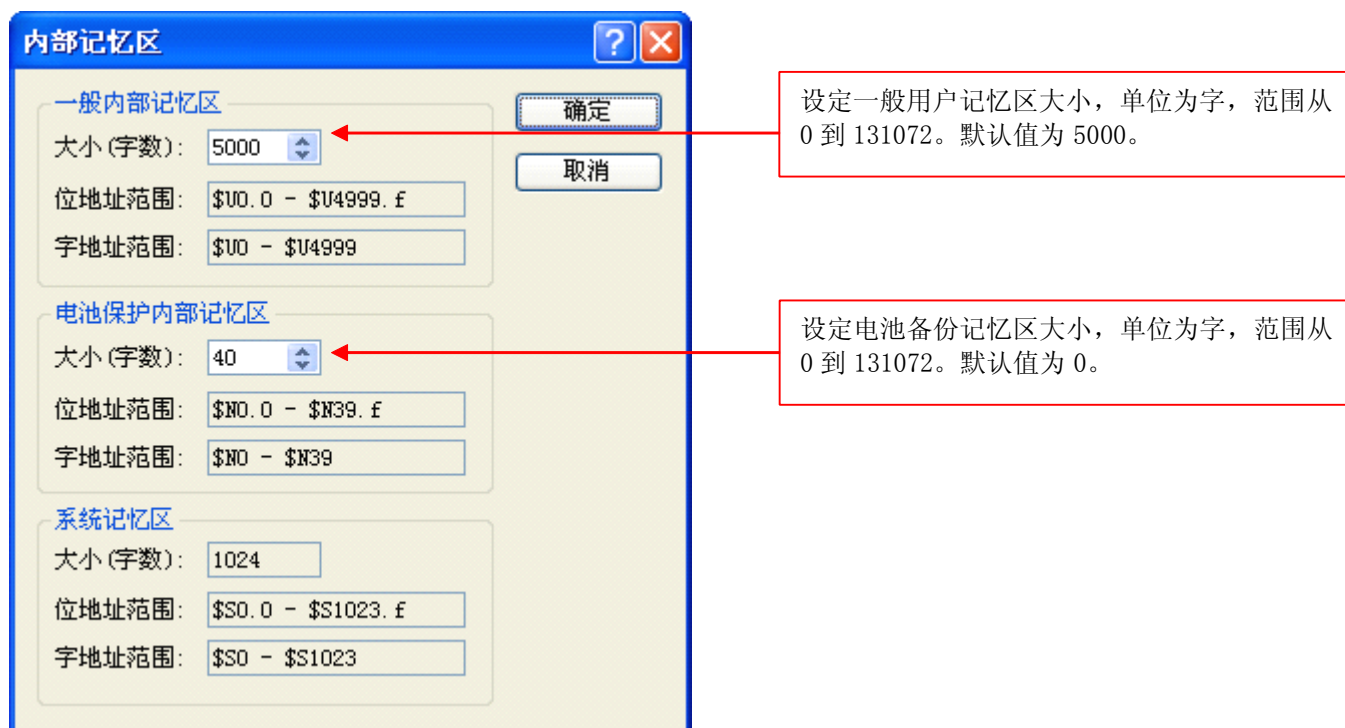 内部记忆区
一般内部记忆区
大小(字数): 5000
位地址范围: $U0.0 - $U4999.f
字地址范围: $U0 - $U4999
确定
取消
设定一般用户记忆区大小，单位为字，范围从
0 到 131072。默认值为 5000。
电池保护内部记忆区
大小(字数): 40
位地址范围: $N0.0 - $N39.f
字地址范围: $N0 - $N39
设定电池备份记忆区大小，单位为字，范围从
0 到 131072。默认值为 0。
系统记忆区
大小(字数): 1024
位地址范围: $S0.0 - $S1023.f
字地址范围: $S0 - $S1023